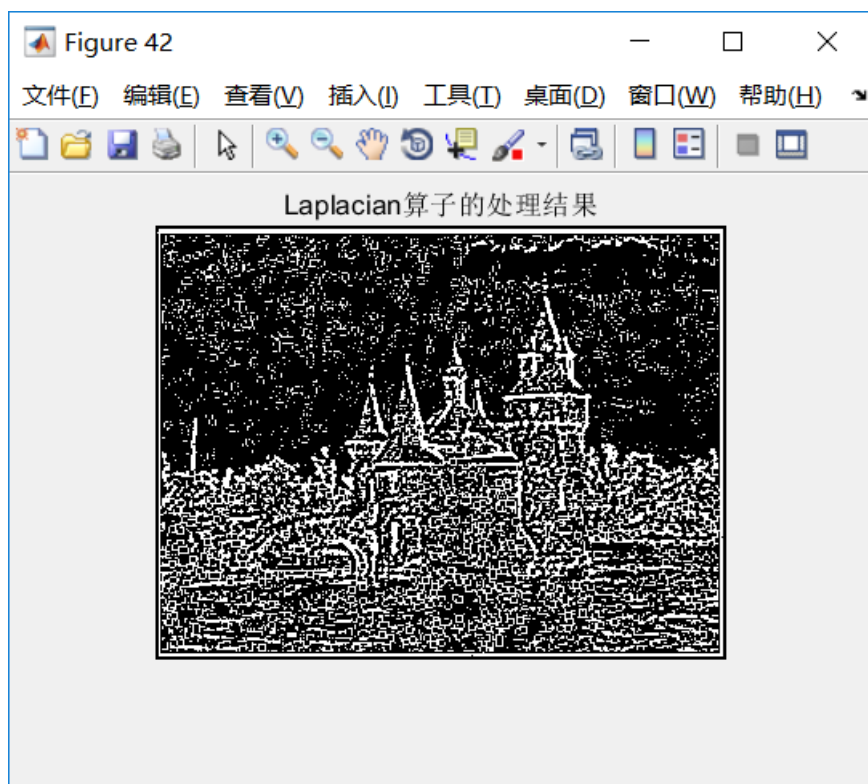 Figure 42
文件(F) 编辑(E) 查看(V) 插入(I) 工具(T) 桌面(D) 窗口(W) 帮助(H)
Laplacian算子的处理结果